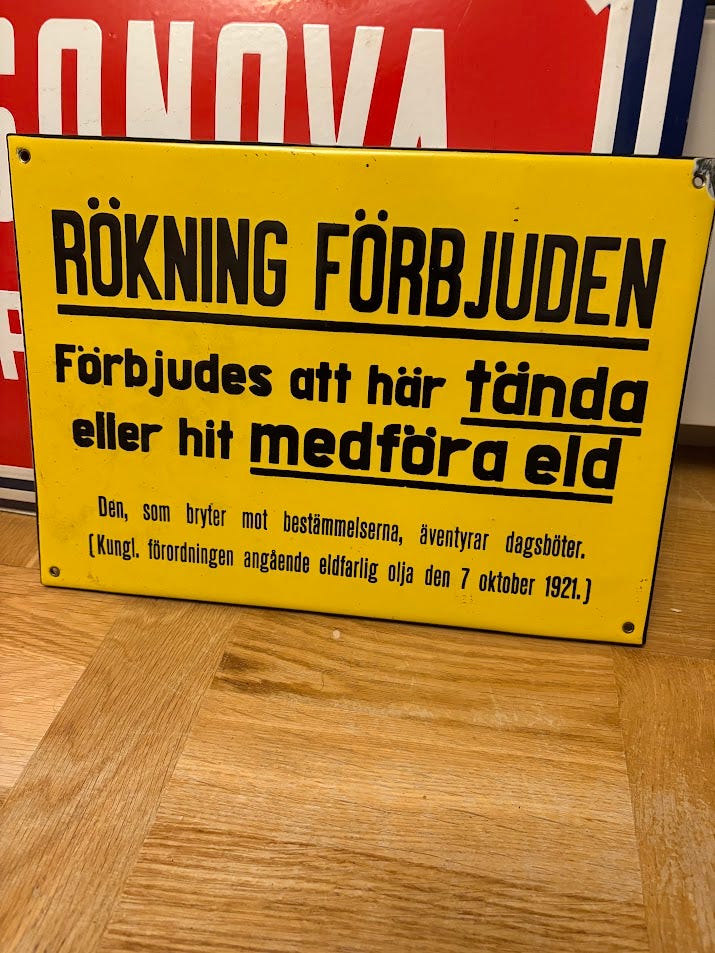 SONOVA
RÖKNING FÖRBJUDEN
Förbjudes att här tända
eller hit medföra eld
Den, som bryter mot bestämmelserna, äventyrar dagsböter.
(Kungl. förordningen angående eldfarlig olja den 7 oktober 1921.)